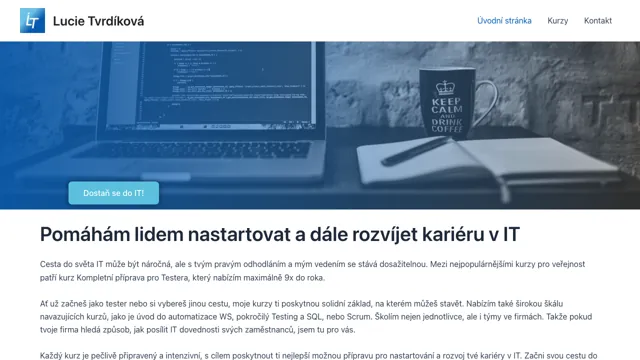 LT
Lucie Tvrdíková
Úvodní stránka
Kurzy
Kontakt
KEEP
CALM
AND
DRINK
COFFEE
Dostaň se do IT!
Pomáhám lidem nastartovat a dále rozvíjet kariéru v IT
Cesta do světa IT může být náročná, ale s tvým pravým odhodláním a mým vedením se stává dosažitelnou. Mezi nejpopulárnějšími kurzy pro veřejnost
patří kurz Kompletní příprava pro Testera, který nabízím maximálně 9x do roka.
Ať už začneš jako tester nebo si vybereš jinou cestu, moje kurzy ti poskytnou solidní základ, na kterém můžeš stavět. Nabízím také širokou škálu
navazujících kurzů, jako je úvod do automatizace WS, pokročilý Testing a SQL, nebo Scrum. Školím nejen jednotlivce, ale i týmy ve firmách. Takže pokud
tvoje firma hledá způsob, jak posílit IT dovednosti svých zaměstnanců, jsem tu pro vás.
Každý kurz je pečlivě připravený a intenzivní, s cílem poskytnout ti nejlepší možnou přípravu pro nastartování a rozvoj tvé kariéry v IT. Začni svou cestu do